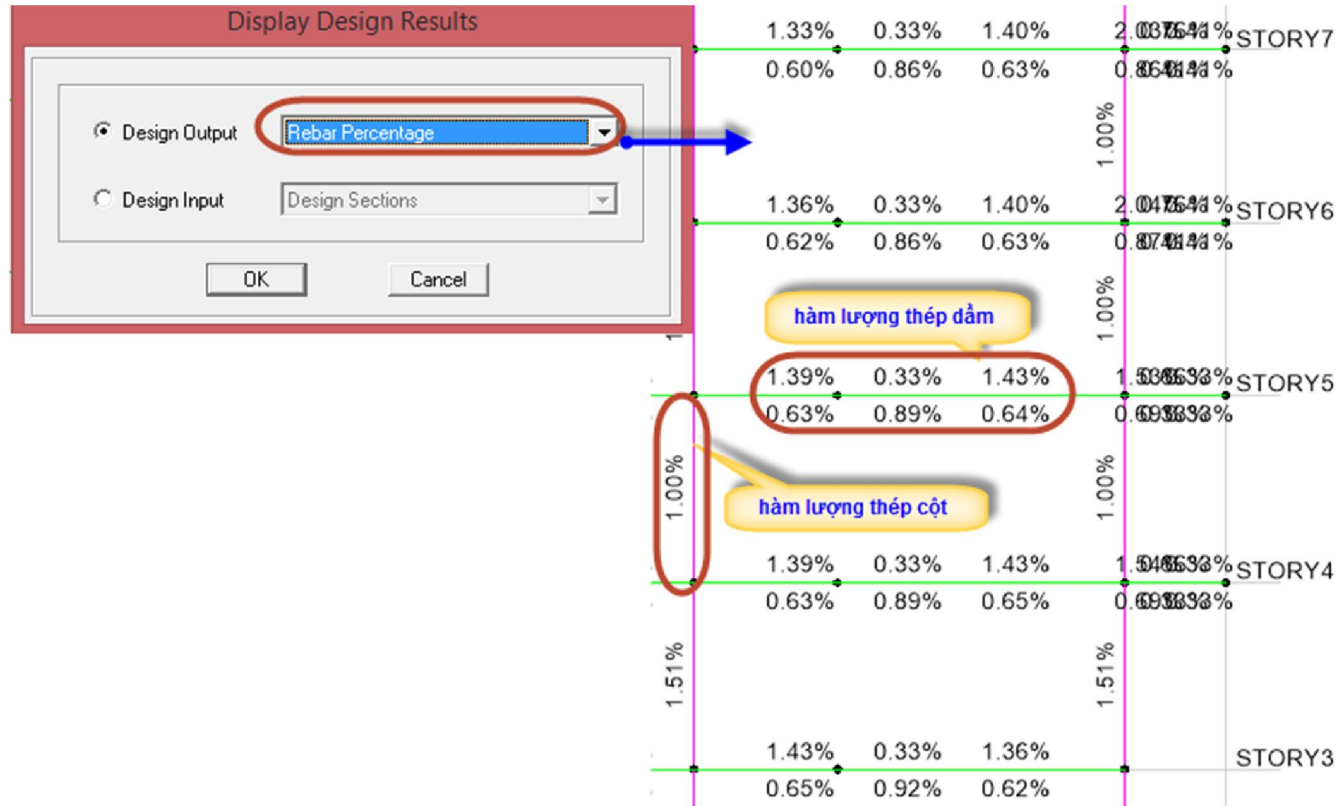 Display Design Results
Design Output Rebar Percentage
Design Input Design Sections
OK Cancel
1.33% 0.33% 1.40% STORY7
0.60% 0.86% 0.63%
1.00%
1.36% 0.33% 1.40% STORY6
0.62% 0.86% 0.63%
1.00%
hàm lượng thép dầm
1.39% 0.33% 1.43% STORY5
0.63% 0.89% 0.64%
1.00% 1.00%
hàm lượng thép cột
1.39% 0.33% 1.43% STORY4
0.63% 0.89% 0.65%
1.51% 1.51%
1.43% 0.33% 1.36% STORY3
0.65% 0.92% 0.62%